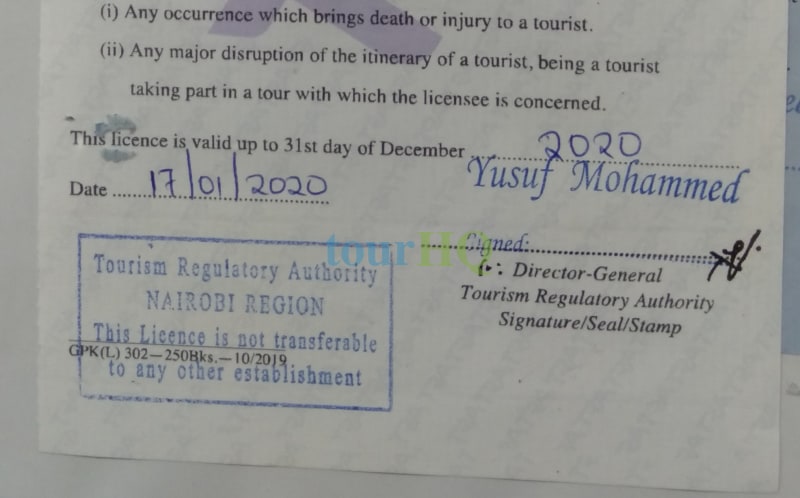 (i) Any occurrence which brings death or injury to a tourist.
(ii) Any major disruption of the itinerary of a tourist, being a tourist
taking part in a tour with which the licensee is concerned.
This licence is valid up to 31st day of December 2020
Yusuf Mohammed
Date 17/01/2020
tourHQ
Signed:
Director-General
Tourism Regulatory Authority
Signature/Seal/Stamp
Tourism Regulatory Authority
NAIROBI REGION
This Licence is not transferable
GPK(L) 302—250Bks.—10/2019
to any other establishment